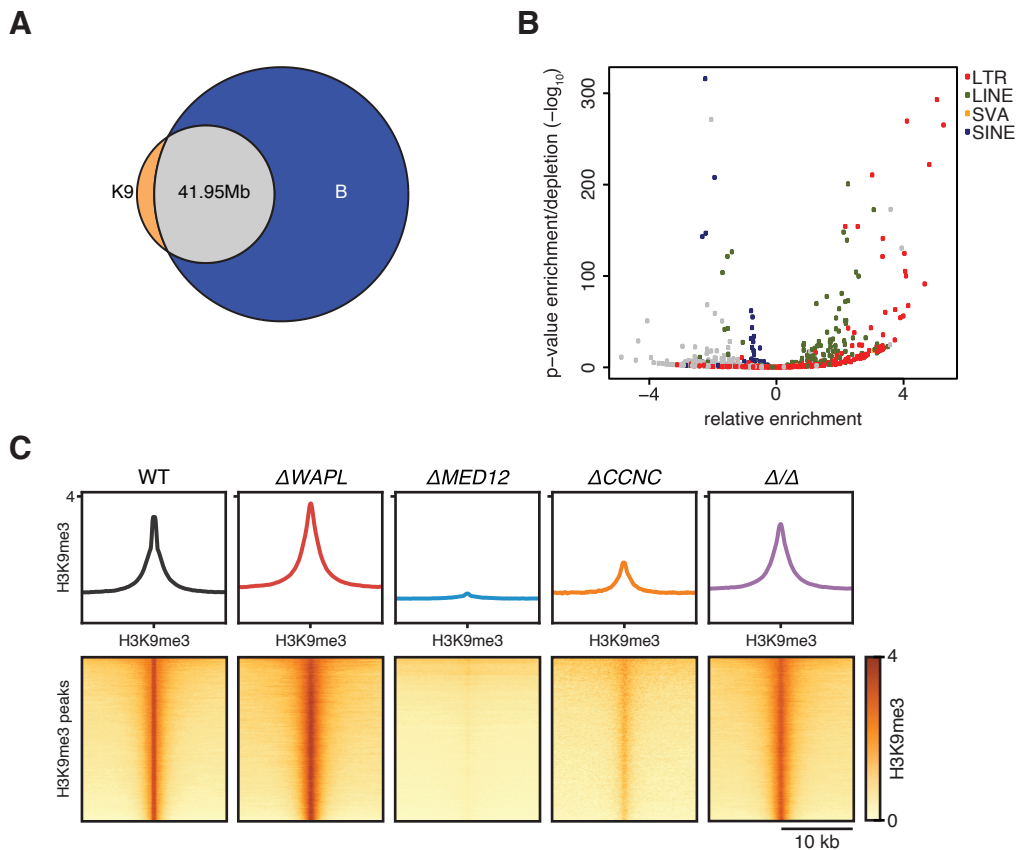 A
K9
41.95Mb
B
B
p−value enrichment/depletion (−log10)
300
200
100
0
−4
0
4
relative enrichment
LTR
LINE
SVA
SINE
C
WT
ΔWAPL
ΔMED12
ΔCCNC
Δ/Δ
4
H3K9me3
H3K9me3
H3K9me3
H3K9me3
H3K9me3
H3K9me3
H3K9me3 peaks
4
H3K9me3
0
10 kb